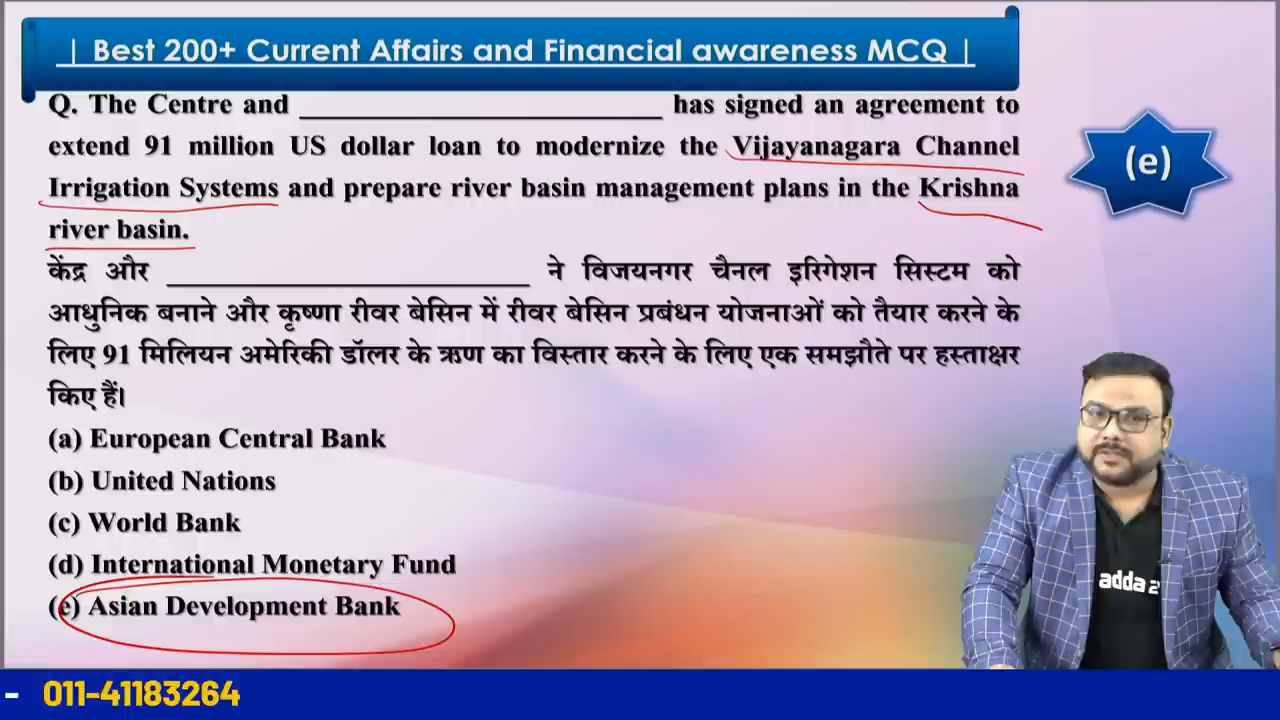 | Best 200+ Current Affairs and Financial awareness MCQ |
Q. The Centre and ______________________ has signed an agreement to
extend 91 million US dollar loan to modernize the Vijayanagara Channel
Irrigation Systems and prepare river basin management plans in the Krishna
river basin.
(e)
केंद्र और ______________________ ने विजयनगर चैनल इरिगेशन सिस्टम को
आधुनिक बनाने और कृष्णा रीवर बेसिन में रीवर बेसिन प्रबंधन योजनाओं को तैयार करने के
लिए 91 मिलियन अमेरिकी डॉलर के ऋण का विस्तार करने के लिए एक समझौते पर हस्ताक्षर
किए हैं।
(a) European Central Bank
(b) United Nations
(c) World Bank
(d) International Monetary Fund
(e) Asian Development Bank
adda 2
- 011-41183264